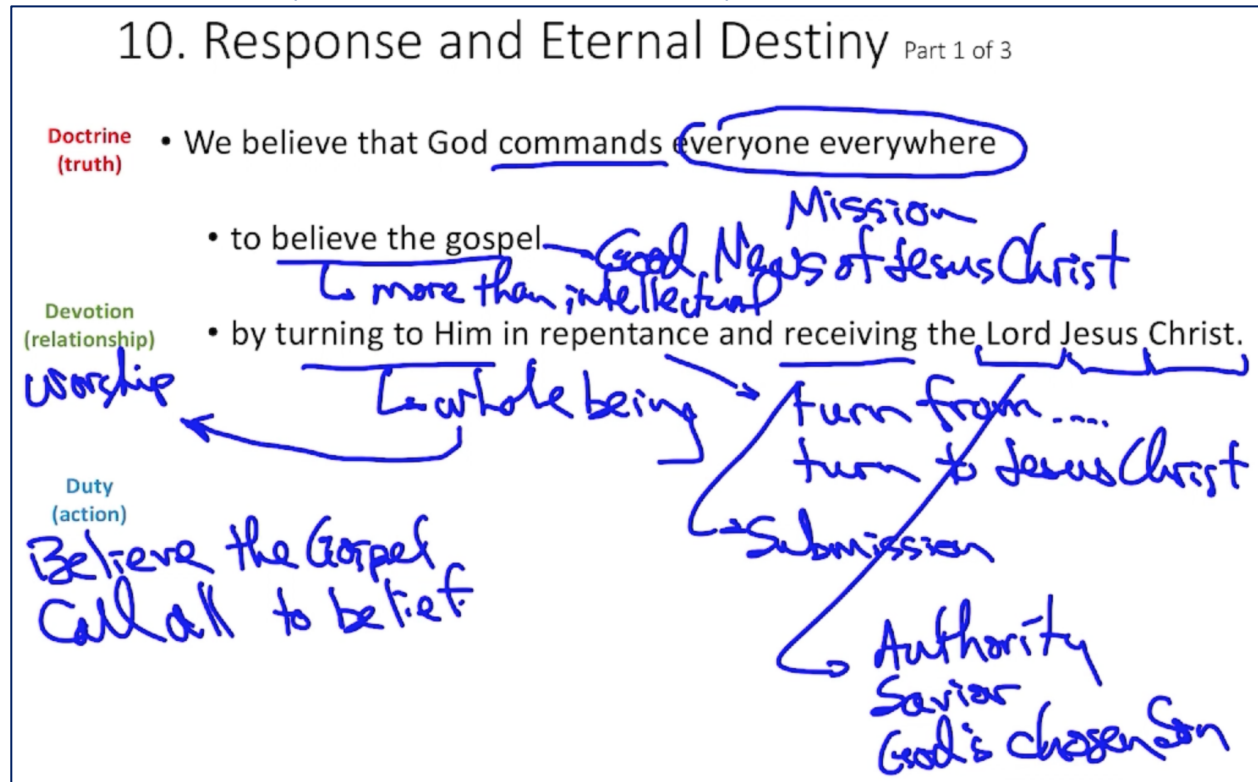 10. Response and Eternal Destiny Part 1 of 3
Doctrine
(truth)
• We believe that God commands everyone everywhere
Mission
• to believe the gospel
Good News of Jesus Christ
more than intellectual
Devotion
(relationship)
• by turning to Him in repentance and receiving the Lord Jesus Christ.
worship
whole being
turn from....
turn to Jesus Christ
Duty
(action)
Submission
Believe the Gospel
Call all to belief
Authority
Savior
God's chosen Son